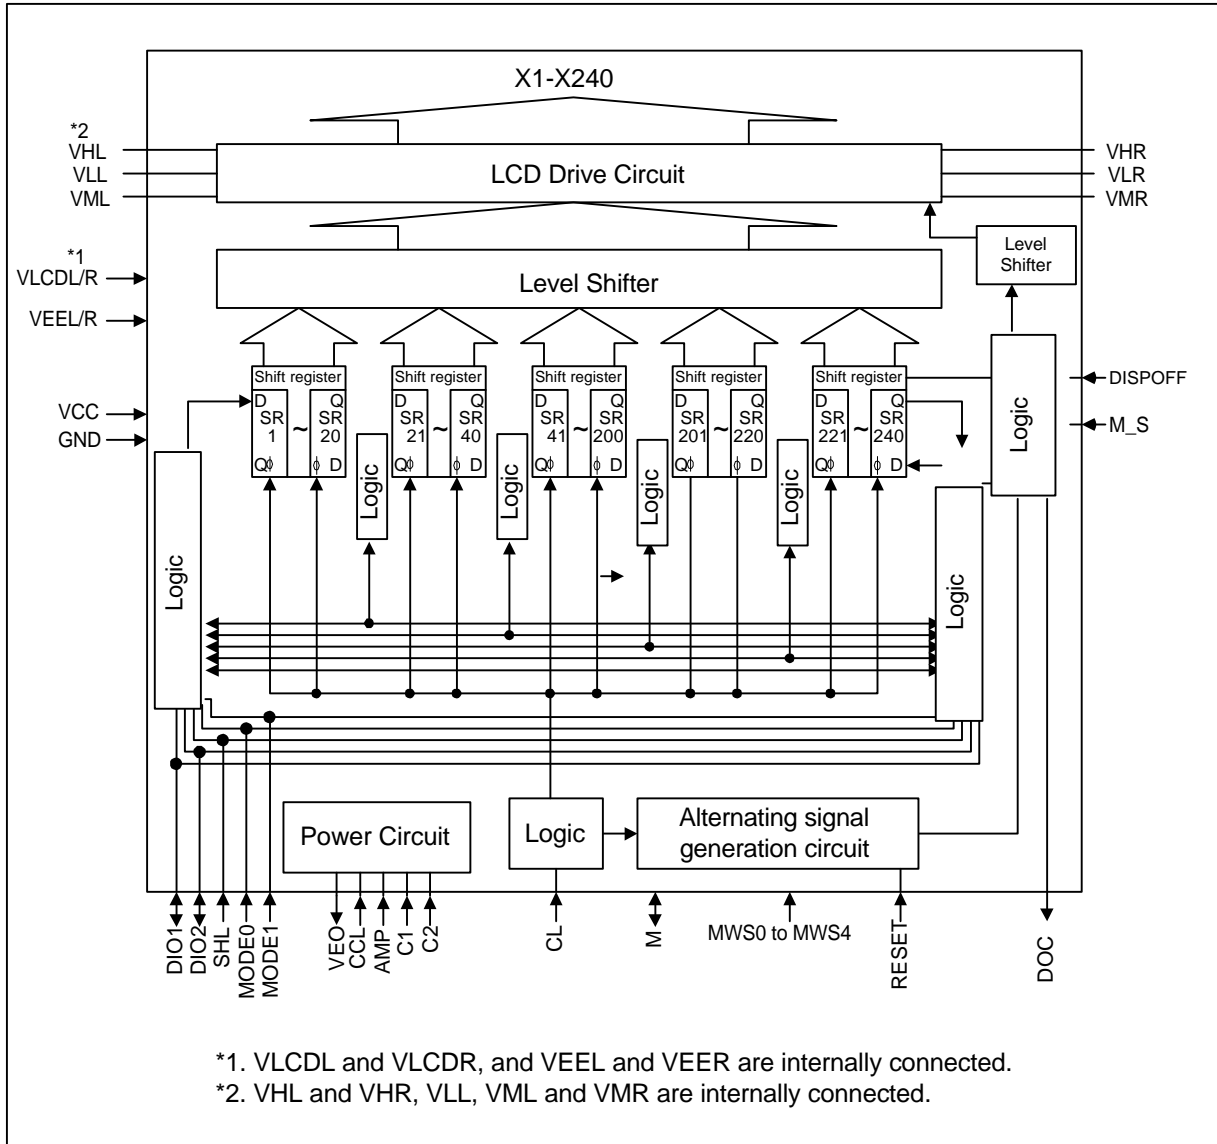 X1-X240
*2
VHL
VLL
VML
LCD Drive Circuit
VHR
VLR
VMR
*1
VLCDL/R
VEEL/R
Level Shifter
Level
Shifter
VCC
GND
Shift register
D Q
SR SR
1 ~ 20
Qϕ ϕ D
Shift register
D Q
SR SR
21 ~ 40
Qϕ ϕ D
Shift register
D Q
SR SR
41 ~ 200
Qϕ ϕ D
Shift register
D Q
SR SR
201 ~ 220
Qϕ ϕ D
Shift register
D Q
SR SR
221 ~ 240
Qϕ ϕ D
Logic
DISPOFF
M_S
Logic
Logic
Logic
Logic
Logic
Logic
Power Circuit
Logic
Alternating signal
generation circuit
DIO1
DIO2
SHL
MODE0
MODE1
VEO
CCL
AMP
C1
C2
CL
M
MWS0 to MWS4
RESET
DOC
*1. VLCDL and VLCDR, and VEEL and VEER are internally connected.
*2. VHL and VHR, VLL, VML and VMR are internally connected.